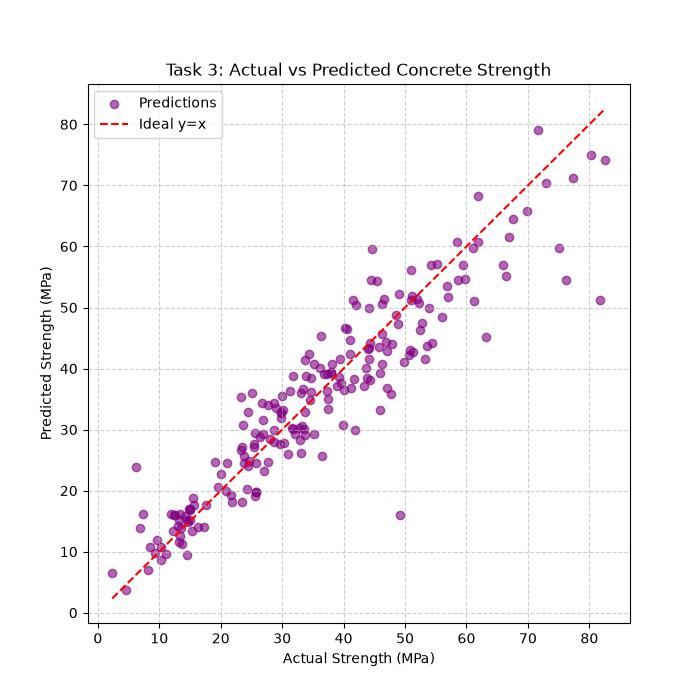 Task 3: Actual vs Predicted Concrete Strength
Predictions
Ideal y=x
80
70
60
50
40
30
20
10
0
Predicted Strength (MPa)
0 10 20 30 40 50 60 70 80
Actual Strength (MPa)